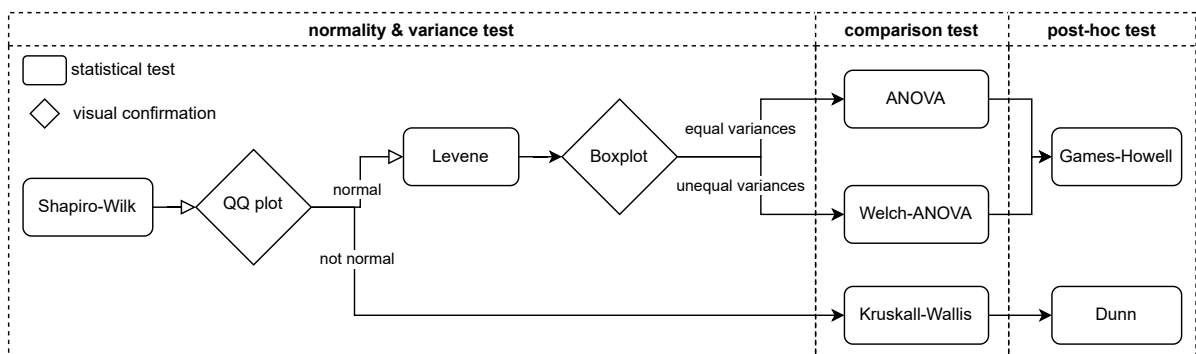 normality & variance test
comparison test
post-hoc test
statistical test
visual confirmation
Shapiro-Wilk
QQ plot
normal
not normal
Levene
Boxplot
equal variances
unequal variances
ANOVA
Welch-ANOVA
Kruskall-Wallis
Games-Howell
Dunn